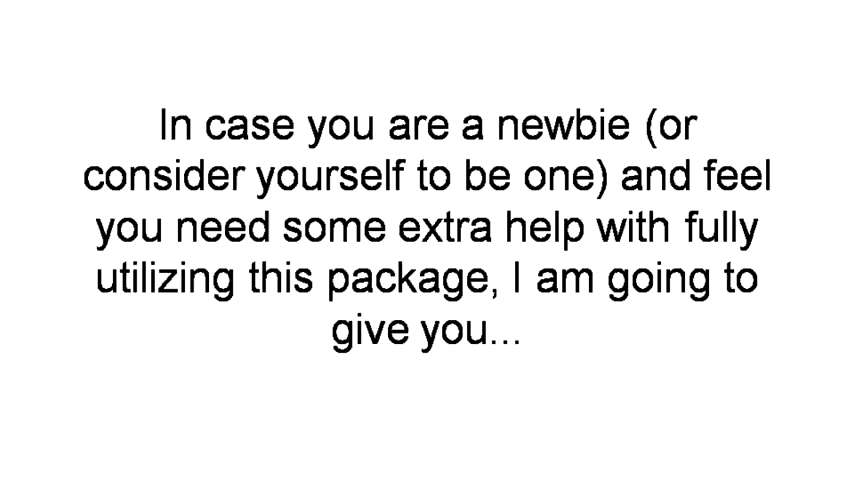 In case you are a newbie (or
consider yourself to be one) and feel
you need some extra help with fully
utilizing this package, I am going to
give you...